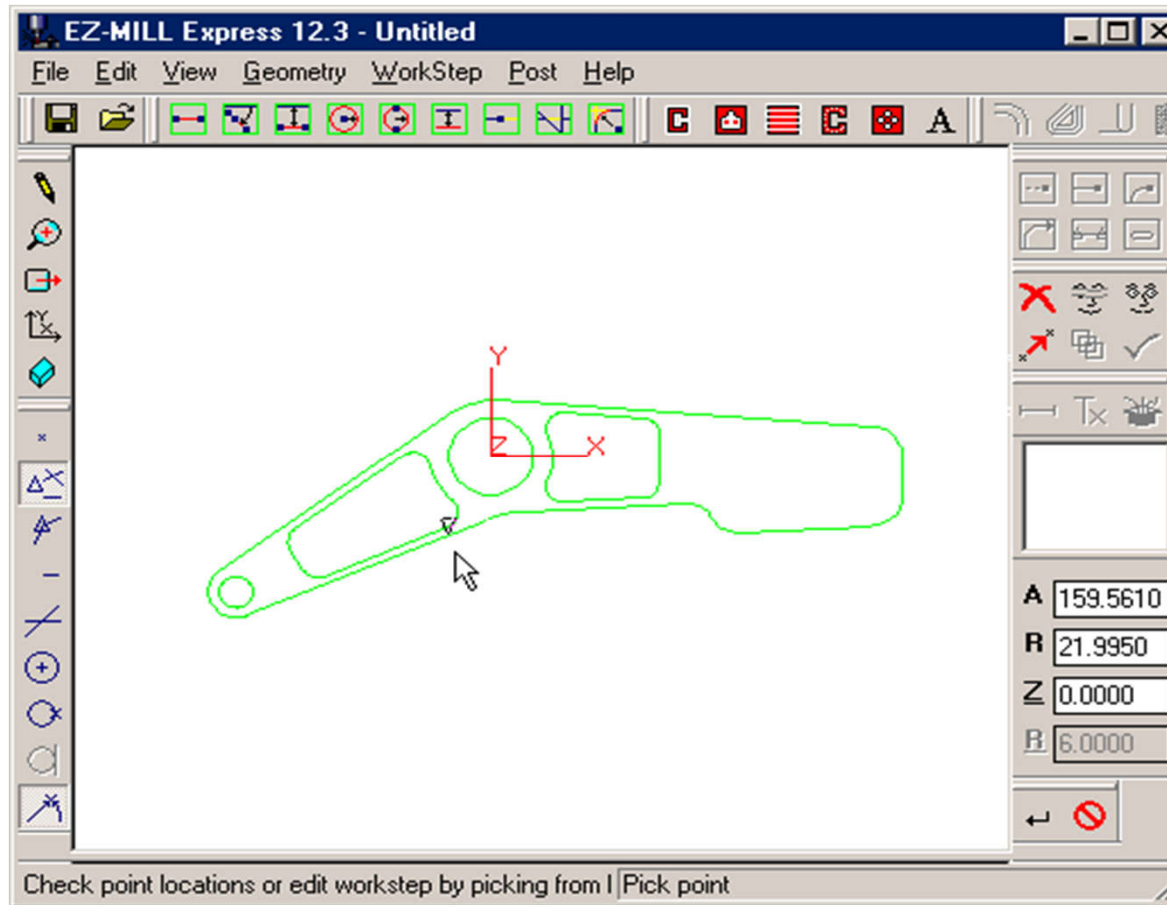 EZ-MILL Express 12.3 - Untitled
File Edit View Geometry WorkStep Post Help
C C A
Y X
Tx
Y
Z X
A 159.5610
R 21.9950
Z 0.0000
R 6.0000
Check point locations or edit workstep by picking from l Pick point